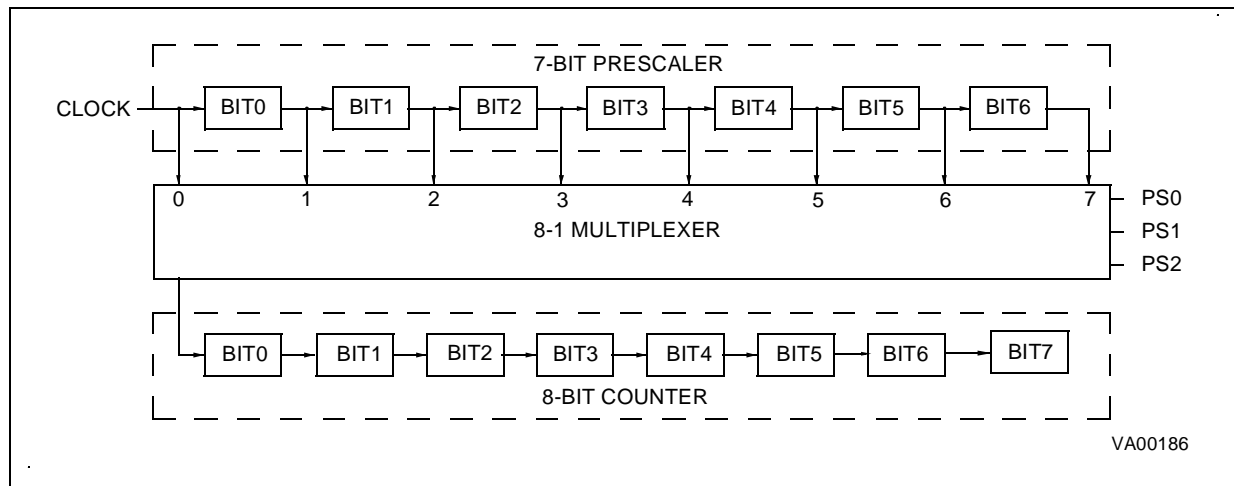 7-BIT PRESCALER
CLOCK BIT0 BIT1 BIT2 BIT3 BIT4 BIT5 BIT6
0 1 2 3 4 5 6 7 PS0
8-1 MULTIPLEXER PS1
PS2
BIT0 BIT1 BIT2 BIT3 BIT4 BIT5 BIT6 BIT7
8-BIT COUNTER
VA00186